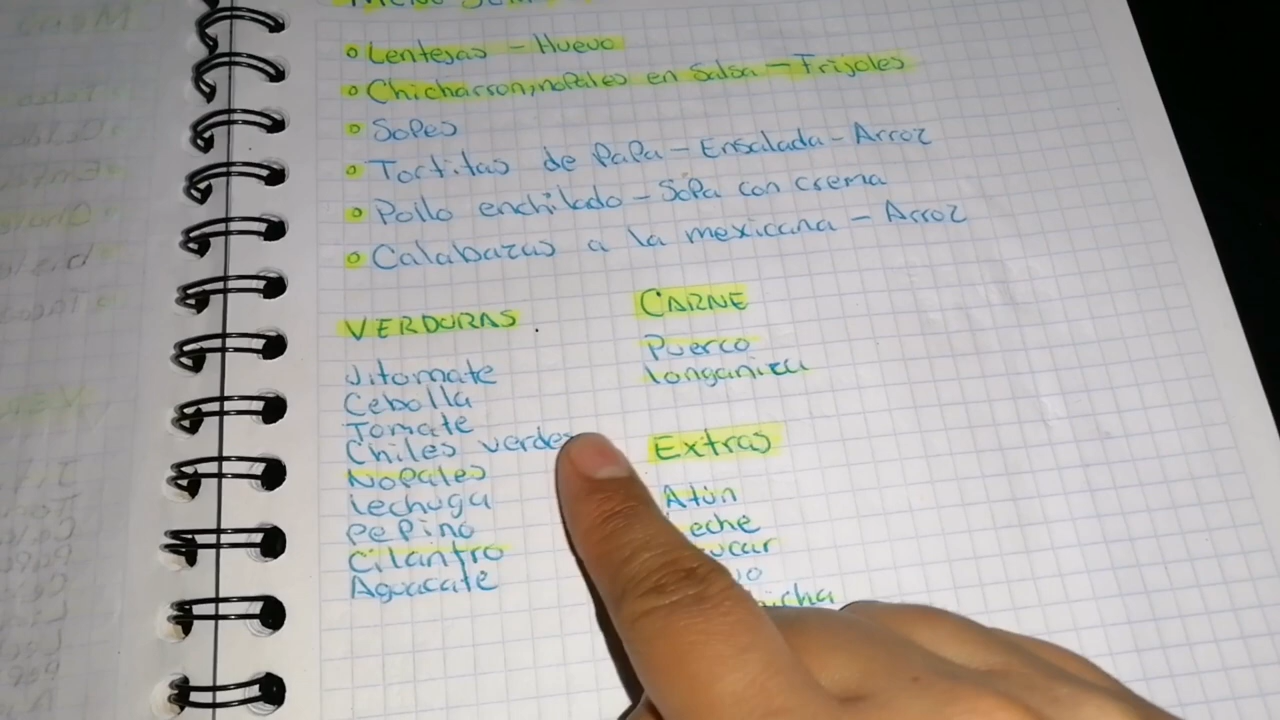 Lentejas - Huevo
Chicharron, nopales en Salsa - Frijoles
Sopes
Tortitas de Papa - Ensalada - Arroz
Pollo enchilado - Sopa con crema
Calabazas a la mexicana - Arroz
VERDURAS
Jitomate
Cebolla
Tomate
Chiles verdes
Nopales
Lechuga
Pepino
Cilantro
Aguacate
CARNE
Puerco
longaniza
Extras
Atún